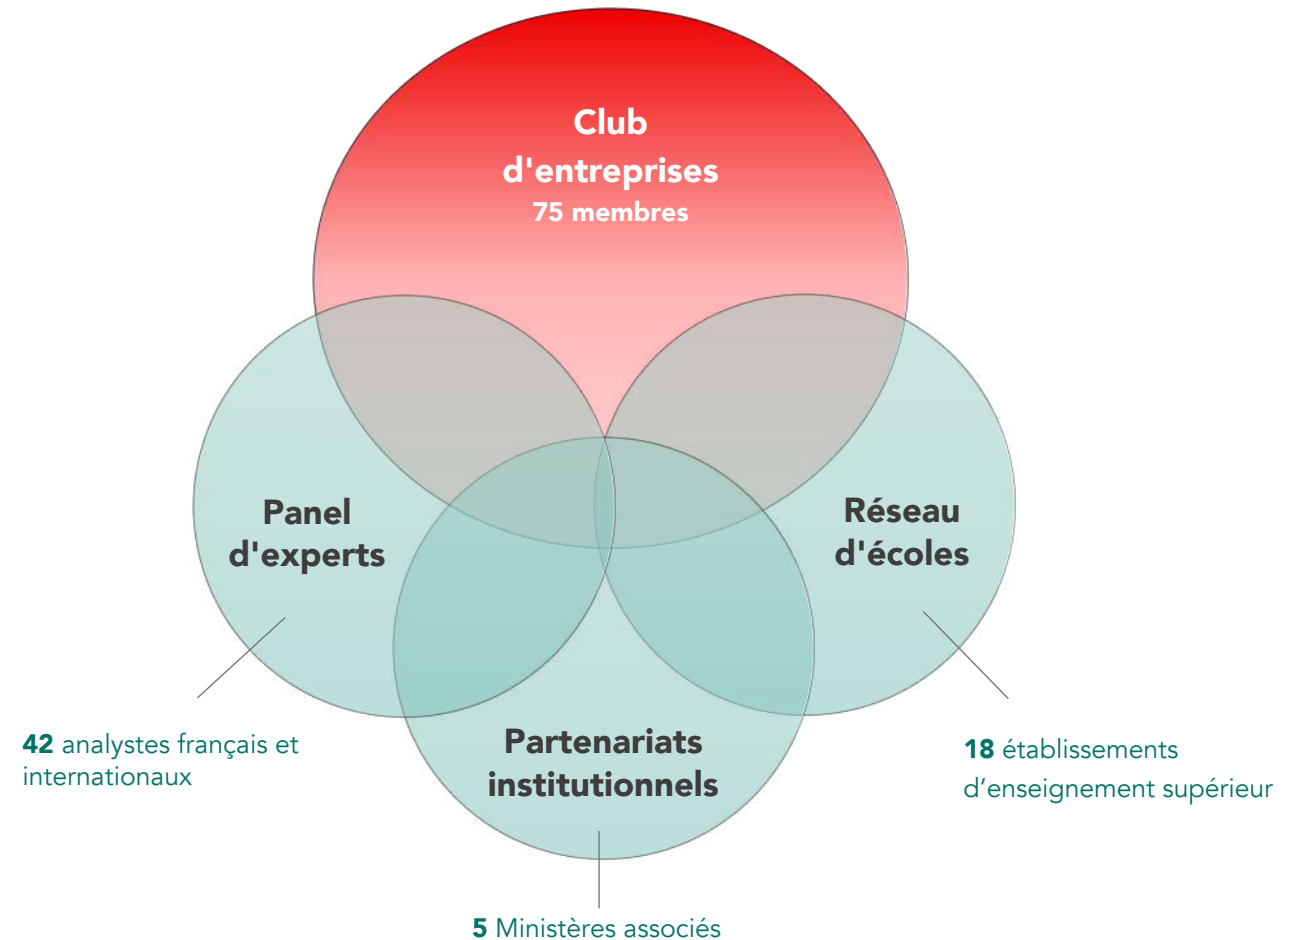 Club
d'entreprises
75 membres
Panel
d'experts
Réseau
d'écoles
Partenariats
institutionnels
42 analystes français et
internationaux
18 établissements
d’enseignement supérieur
5 Ministères associés